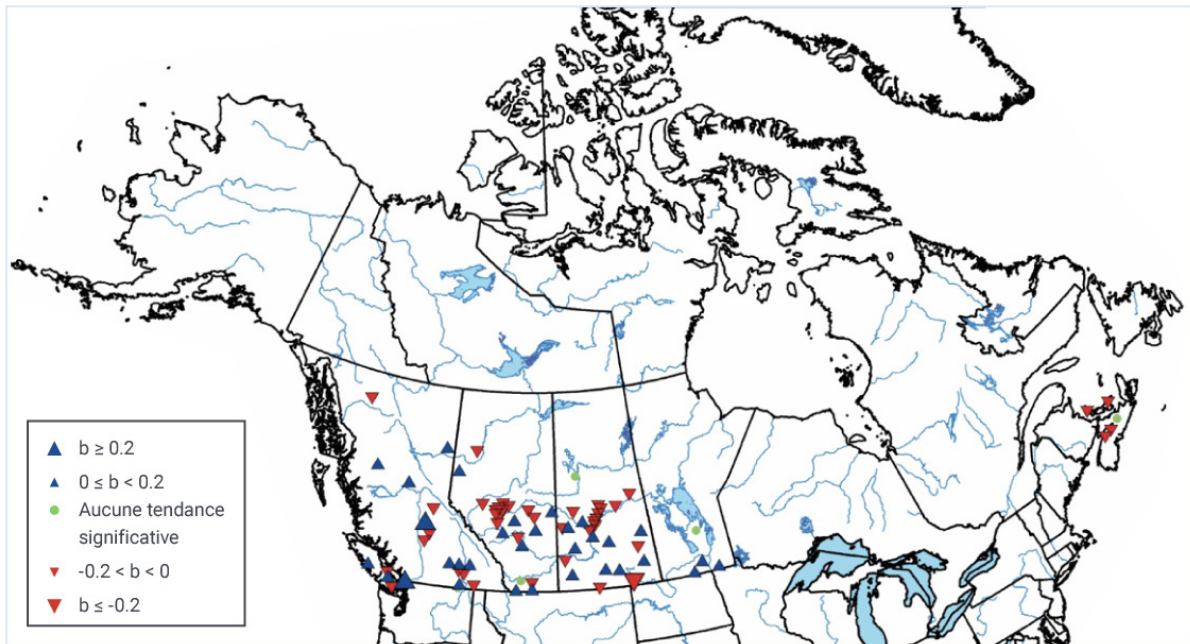 b ≥ 0.2
0 ≤ b < 0.2
Aucune tendance
significative
-0.2 < b < 0
b ≤ -0.2